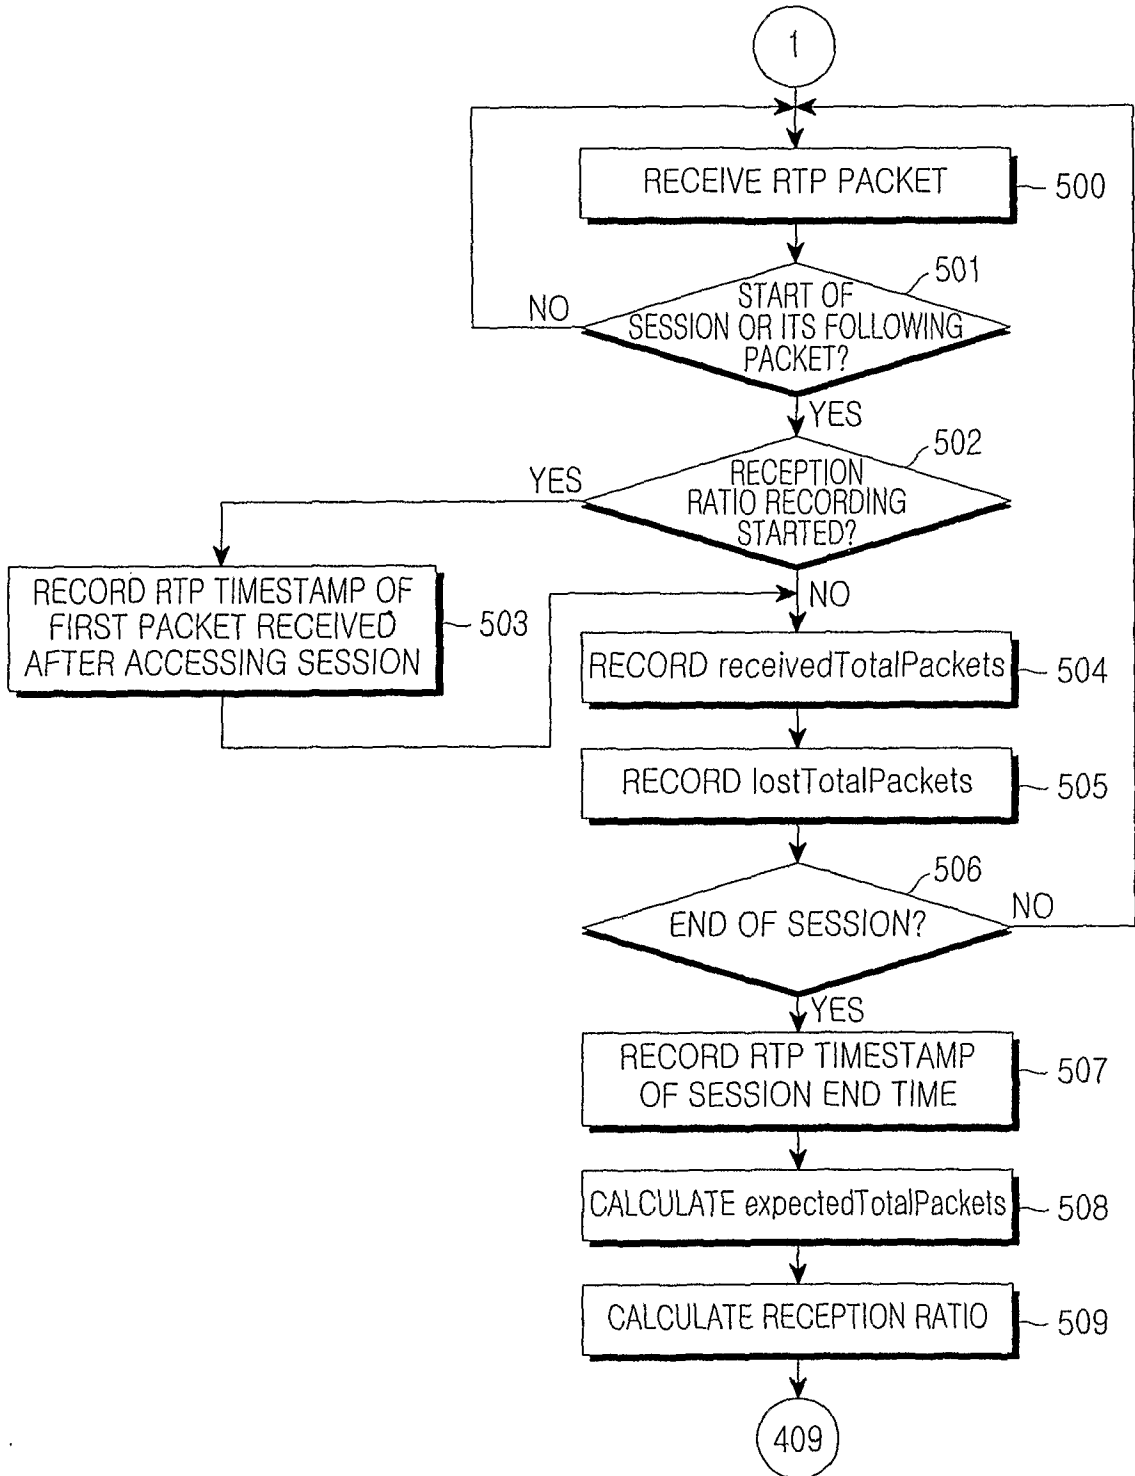 1
RECEIVE RTP PACKET
500
501
START OF
SESSION OR ITS FOLLOWING
PACKET?
NO
YES
502
RECEPTION
RATIO RECORDING
STARTED?
YES
NO
RECORD RTP TIMESTAMP OF
FIRST PACKET RECEIVED
AFTER ACCESSING SESSION
503
RECORD receivedTotalPackets
504
RECORD lostTotalPackets
505
506
END OF SESSION?
NO
YES
RECORD RTP TIMESTAMP
OF SESSION END TIME
507
CALCULATE expectedTotalPackets
508
CALCULATE RECEPTION RATIO
509
409